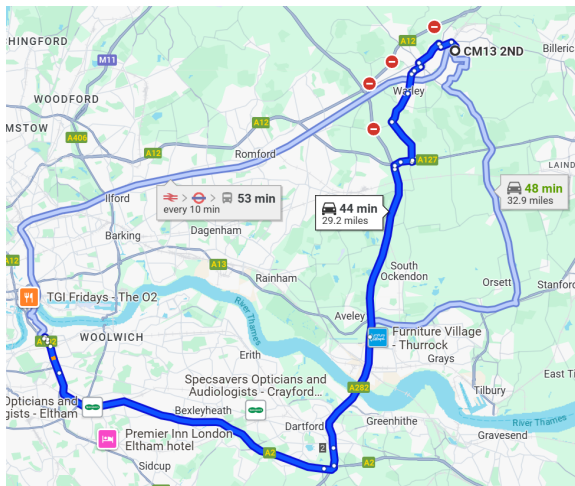 HINGFORD
A12
CM13 2ND
Billeric
M11
WOODFORD
Warley
MSTOW
A406
A12
A12
Romford
A127
LAIND
Ilford
53 min
every 10 min
44 min
29.2 miles
48 min
32.9 miles
Barking
Dagenham
A12
A13
Rainham
South
Ockendon
Orsett
Stanford
TGI Fridays - The O2
River Thames
Aveley
WOOLWICH
Furniture Village
- Thurrock
Erith
Grays
Opticians and
gists - Eltham
Specsavers Opticians and
Audiologists - Crayford...
A282
East Ti
Tilbury
Bexleyheath
Dartford
Greenhithe
River Thames
Premier Inn London
Eltham hotel
2
Gravesend
A2
A2
Sidcup